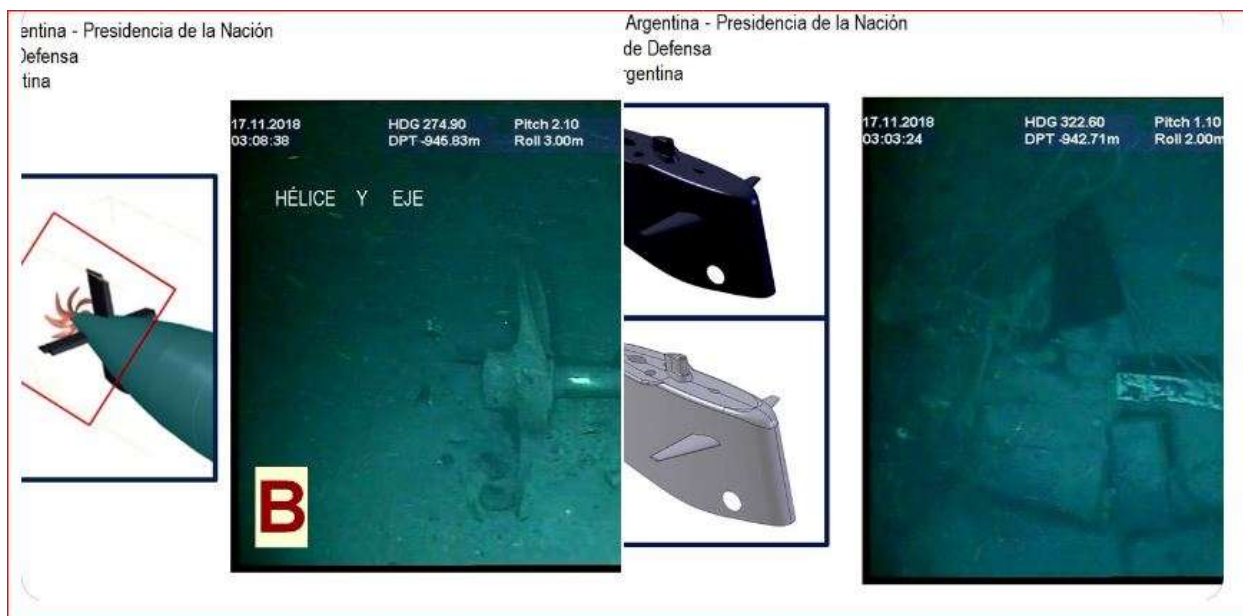 entina - Presidencia de la Nación
Defensa
tina
17.11.2018 HDG 274.90 Pitch 2.10
03:08:38 DPT -945.83m Roll 3.00m
HÉLICE Y EJE
B
Argentina - Presidencia de la Nación
de Defensa
rgentina
17.11.2018 HDG 322.60 Pitch 1.10
03:03:24 DPT -942.71m Roll 2.00m